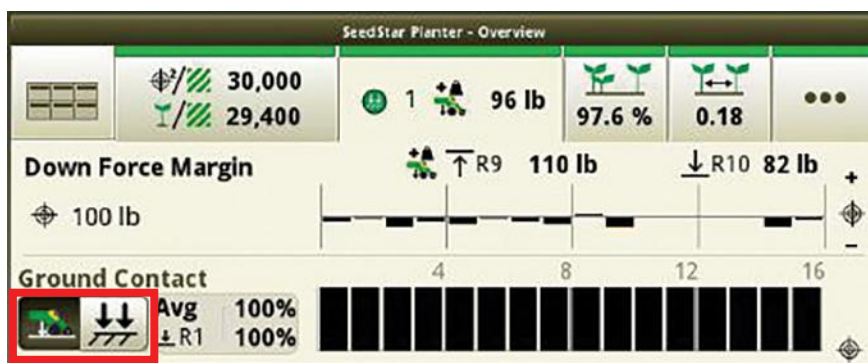 SeedStar Planter - Overview
30,000
29,400
1 96 lb
97.6 %
0.18
Down Force Margin R9 110 lb R10 82 lb
100 lb
Ground Contact 4 8 12 16
Avg 100%
R1 100%